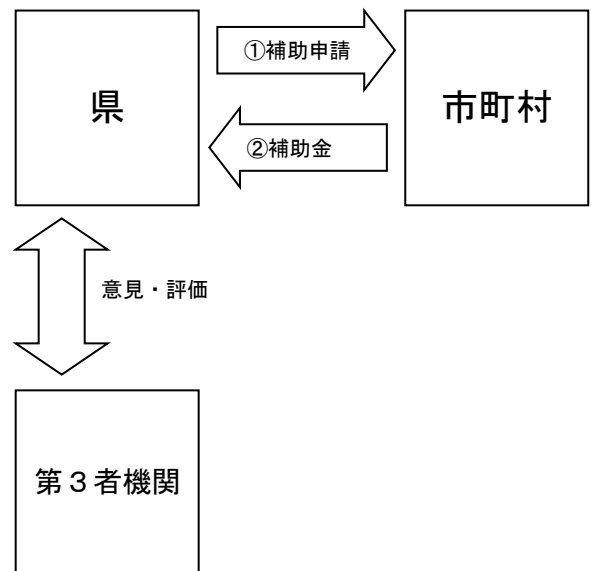 県
①補助申請
市町村
②補助金
意見・評価
第３者機関